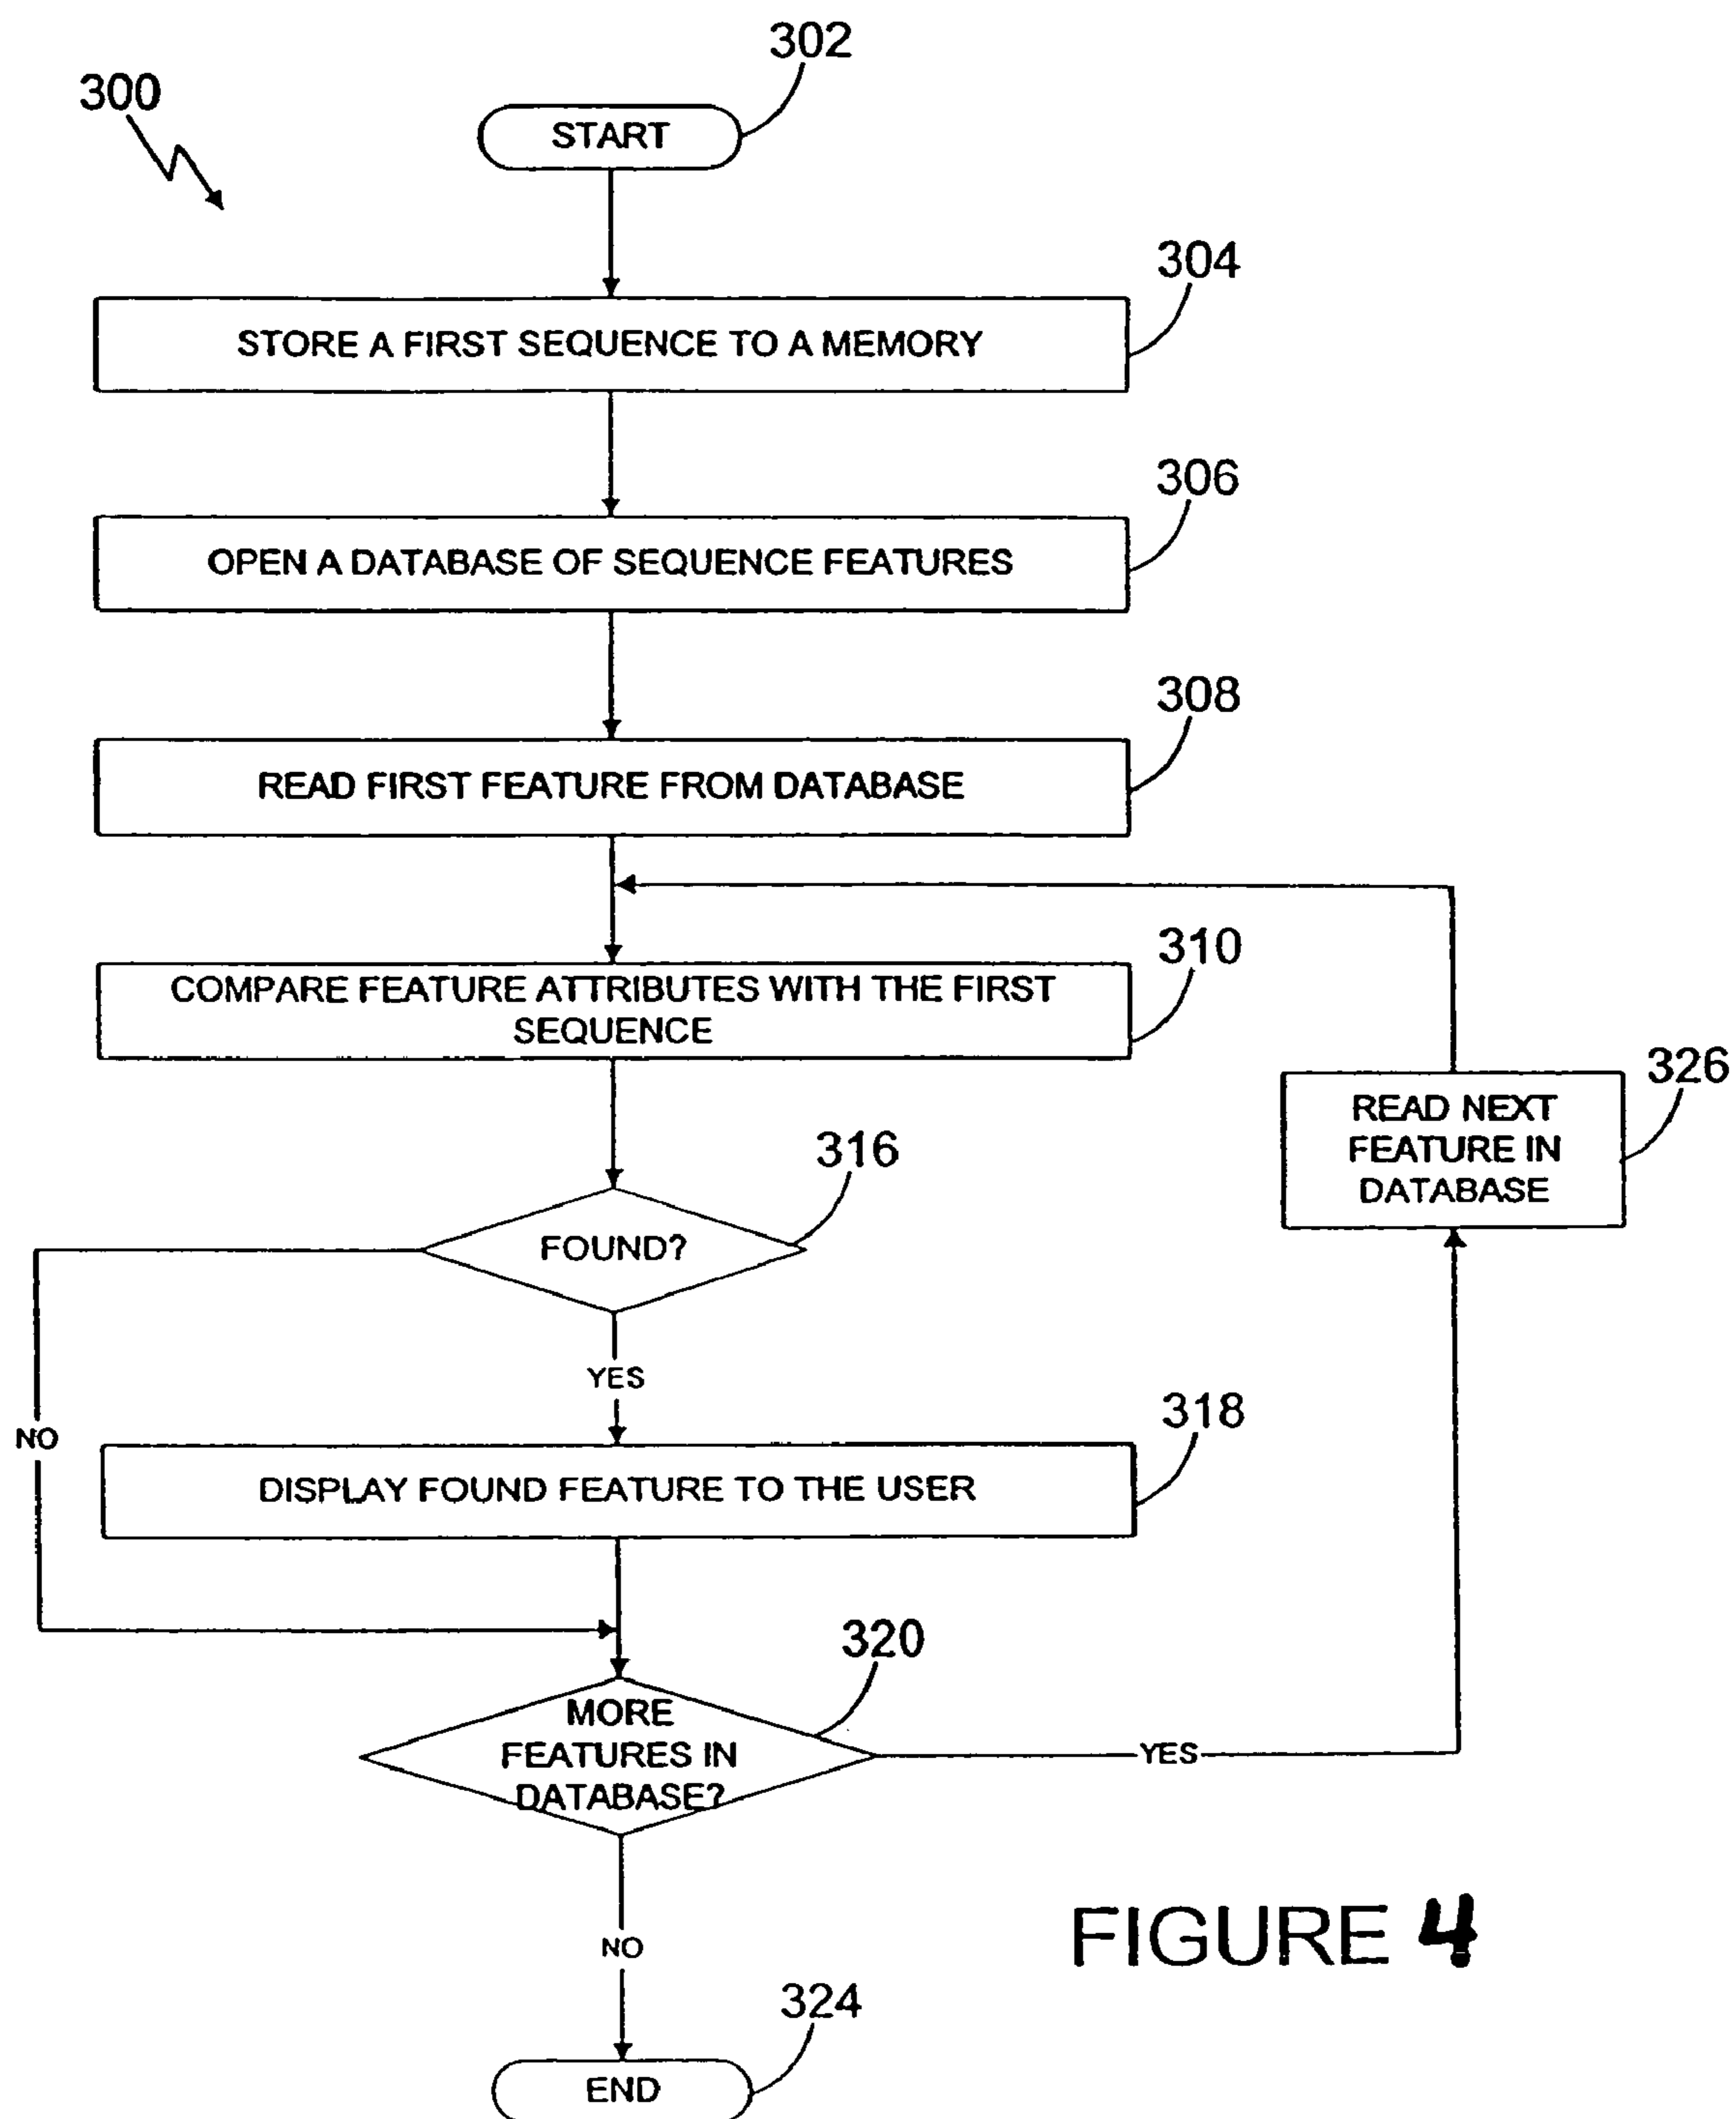 302
300
START
304
STORE A FIRST SEQUENCE TO A MEMORY
306
OPEN A DATABASE OF SEQUENCE FEATURES
308
READ FIRST FEATURE FROM DATABASE
310
COMPARE FEATURE ATTRIBUTES WITH THE FIRST
SEQUENCE
326
READ NEXT
FEATURE IN
DATABASE
316
FOUND?
YES
NO
318
DISPLAY FOUND FEATURE TO THE USER
320
MORE
FEATURES IN
DATABASE?
YES
NO
324
END
FIGURE 4